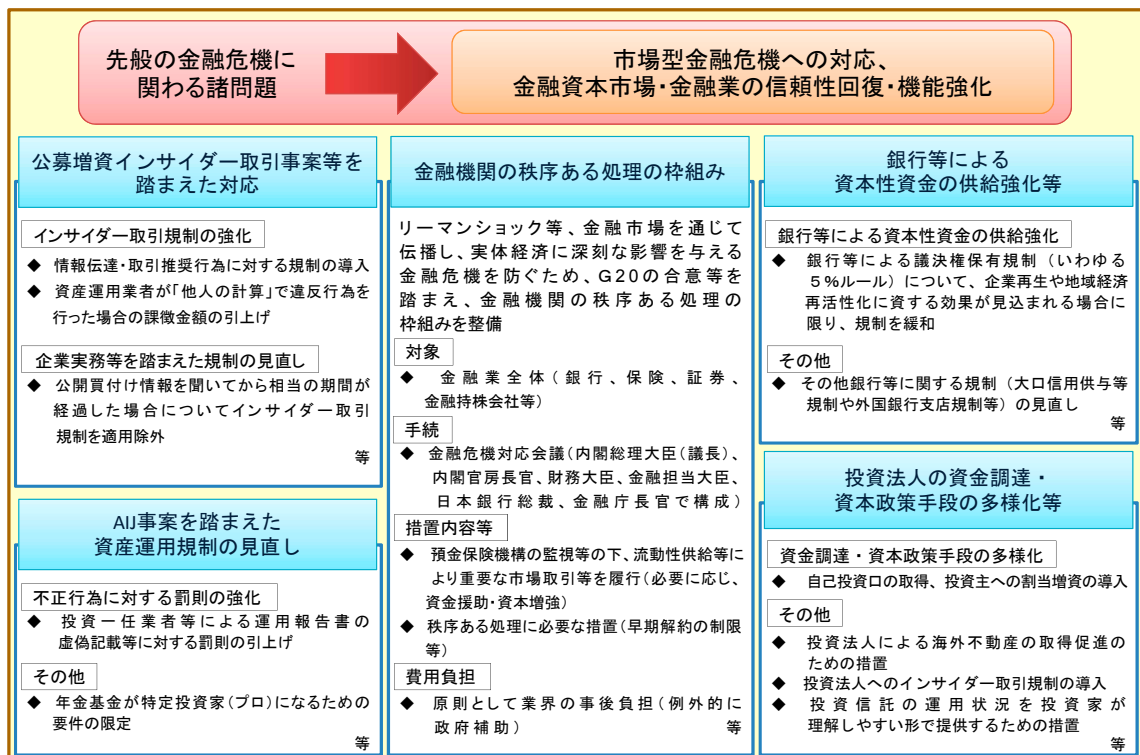 先般の金融危機に
関わる諸問題
市場型金融危機への対応、
金融資本市場・金融業の信頼性回復・機能強化
公募増資インサイダー取引事案等を
踏まえた対応
インサイダー取引規制の強化
◆ 情報伝達・取引推奨行為に対する規制の導入
◆ 資産運用業者が「他人の計算」で違反行為を
行った場合の課徴金額の引上げ
企業実務等を踏まえた規制の見直し
◆ 公開買付け情報を聞いてから相当の期間が
経過した場合についてインサイダー取引
規制を適用除外
等
AIJ事案を踏まえた
資産運用規制の見直し
不正行為に対する罰則の強化
◆ 投資一任業者等による運用報告書の
虚偽記載等に対する罰則の引上げ
その他
◆ 年金基金が特定投資家(プロ)になるための
要件の限定
等
金融機関の秩序ある処理の枠組み
リーマンショック等、金融市場を通じて
伝播し、実体経済に深刻な影響を与える
金融危機を防ぐため、G20の合意等を
踏まえ、金融機関の秩序ある処理の
枠組みを整備
対象
◆ 金融業全体(銀行、保険、証券、
金融持株会社等)
手続
◆ 金融危機対応会議(内閣総理大臣(議長)、
内閣官房長官、財務大臣、金融担当大臣、
日本銀行総裁、金融庁長官で構成)
措置内容等
◆ 預金保険機構の監視等の下、流動性供給等に
より重要な市場取引等を履行(必要に応じ、
資金援助・資本増強)
◆ 秩序ある処理に必要な措置(早期解約の制限
等)
費用負担
◆ 原則として業界の事後負担(例外的に
政府補助) 等
銀行等による
資本性資金の供給強化等
銀行等による資本性資金の供給強化
◆ 銀行等による議決権保有規制(いわゆる
5%ルール)について、企業再生や地域経済
再活性化に資する効果が見込まれる場合に
限り、規制を緩和
その他
◆ その他銀行等に関する規制(大口信用供与等
規制や外国銀行支店規制等)の見直し
等
投資法人の資金調達・
資本政策手段の多様化等
資金調達・資本政策手段の多様化
◆ 自己投資口の取得、投資主への割当増資の導入
その他
◆ 投資法人による海外不動産の取得促進の
ための措置
◆ 投資法人へのインサイダー取引規制の導入
◆ 投資信託の運用状況を投資家が
理解しやすい形で提供するための措置
等